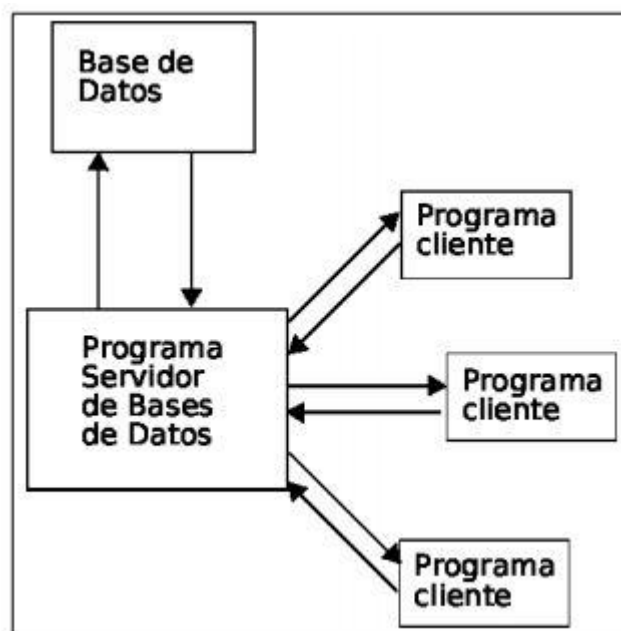 Base de
Datos
Programa
cliente
Programa
Servidor
de Bases
de Datos
Programa
cliente
Programa
cliente